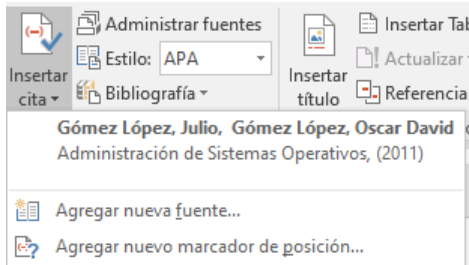 Insertar cita
Administrar fuentes
Estilo: APA
Bibliografía
Insertar título
Insertar
Actualizar
Referencia
Gómez López, Julio, Gómez López, Oscar David
Administración de Sistemas Operativos, (2011)
Agregar nueva fuente...
Agregar nuevo marcador de posición...